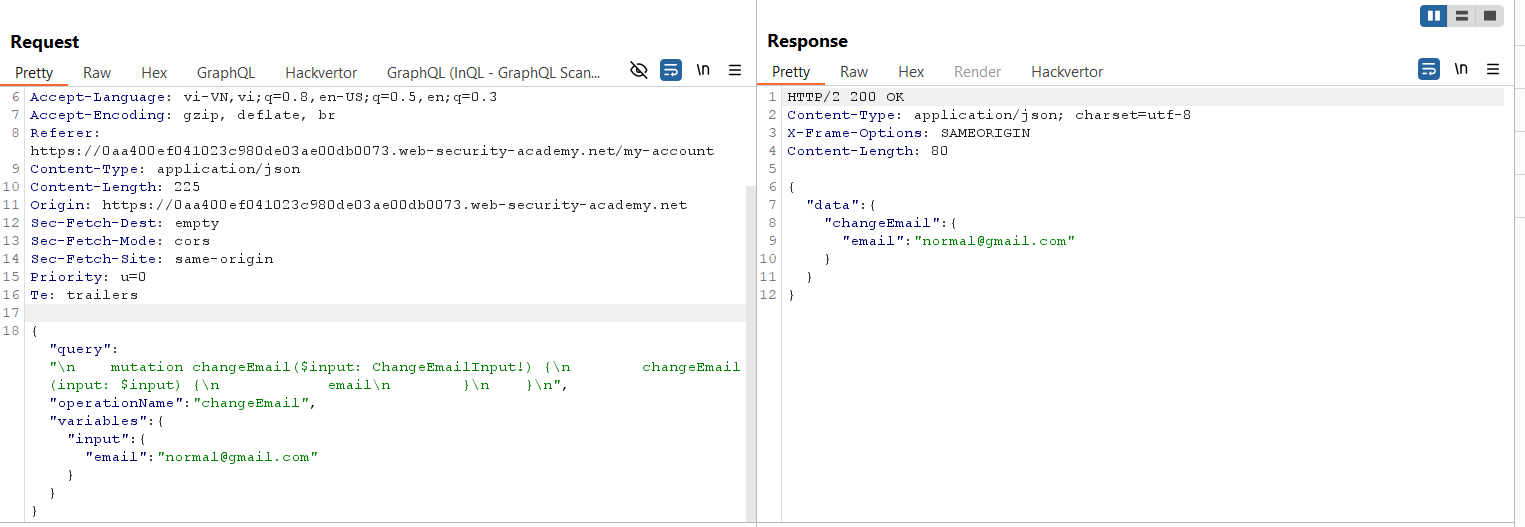 Request
Pretty Raw Hex GraphQL Hackvertor GraphQL (InQL - GraphQL Scan... \n
6 Accept-Language: vi-VN,vi;q=0.8,en-US;q=0.5,en;q=0.3
7 Accept-Encoding: gzip, deflate, br
8 Referer:
https://0aa400ef041023c980de03ae00db0073.web-security-academy.net/my-account
9 Content-Type: application/json
10 Content-Length: 225
11 Origin: https://0aa400ef041023c980de03ae00db0073.web-security-academy.net
12 Sec-Fetch-Dest: empty
13 Sec-Fetch-Mode: cors
14 Sec-Fetch-Site: same-origin
15 Priority: u=0
16 Te: trailers
17
18 {
"query":
"\n    mutation changeEmail($input: ChangeEmailInput!) {\n        changeEmail
(input: $input) {\n            email\n        }\n    }\n",
"operationName":"changeEmail",
"variables":{
"input":{
"email":"normal@gmail.com"
}
}
}
Response
Pretty Raw Hex Render Hackvertor \n
1 HTTP/2 200 OK
2 Content-Type: application/json; charset=utf-8
3 X-Frame-Options: SAMEORIGIN
4 Content-Length: 80
5
6 {
7 "data":{
8 "changeEmail":{
9 "email":"normal@gmail.com"
10 }
11 }
12 }